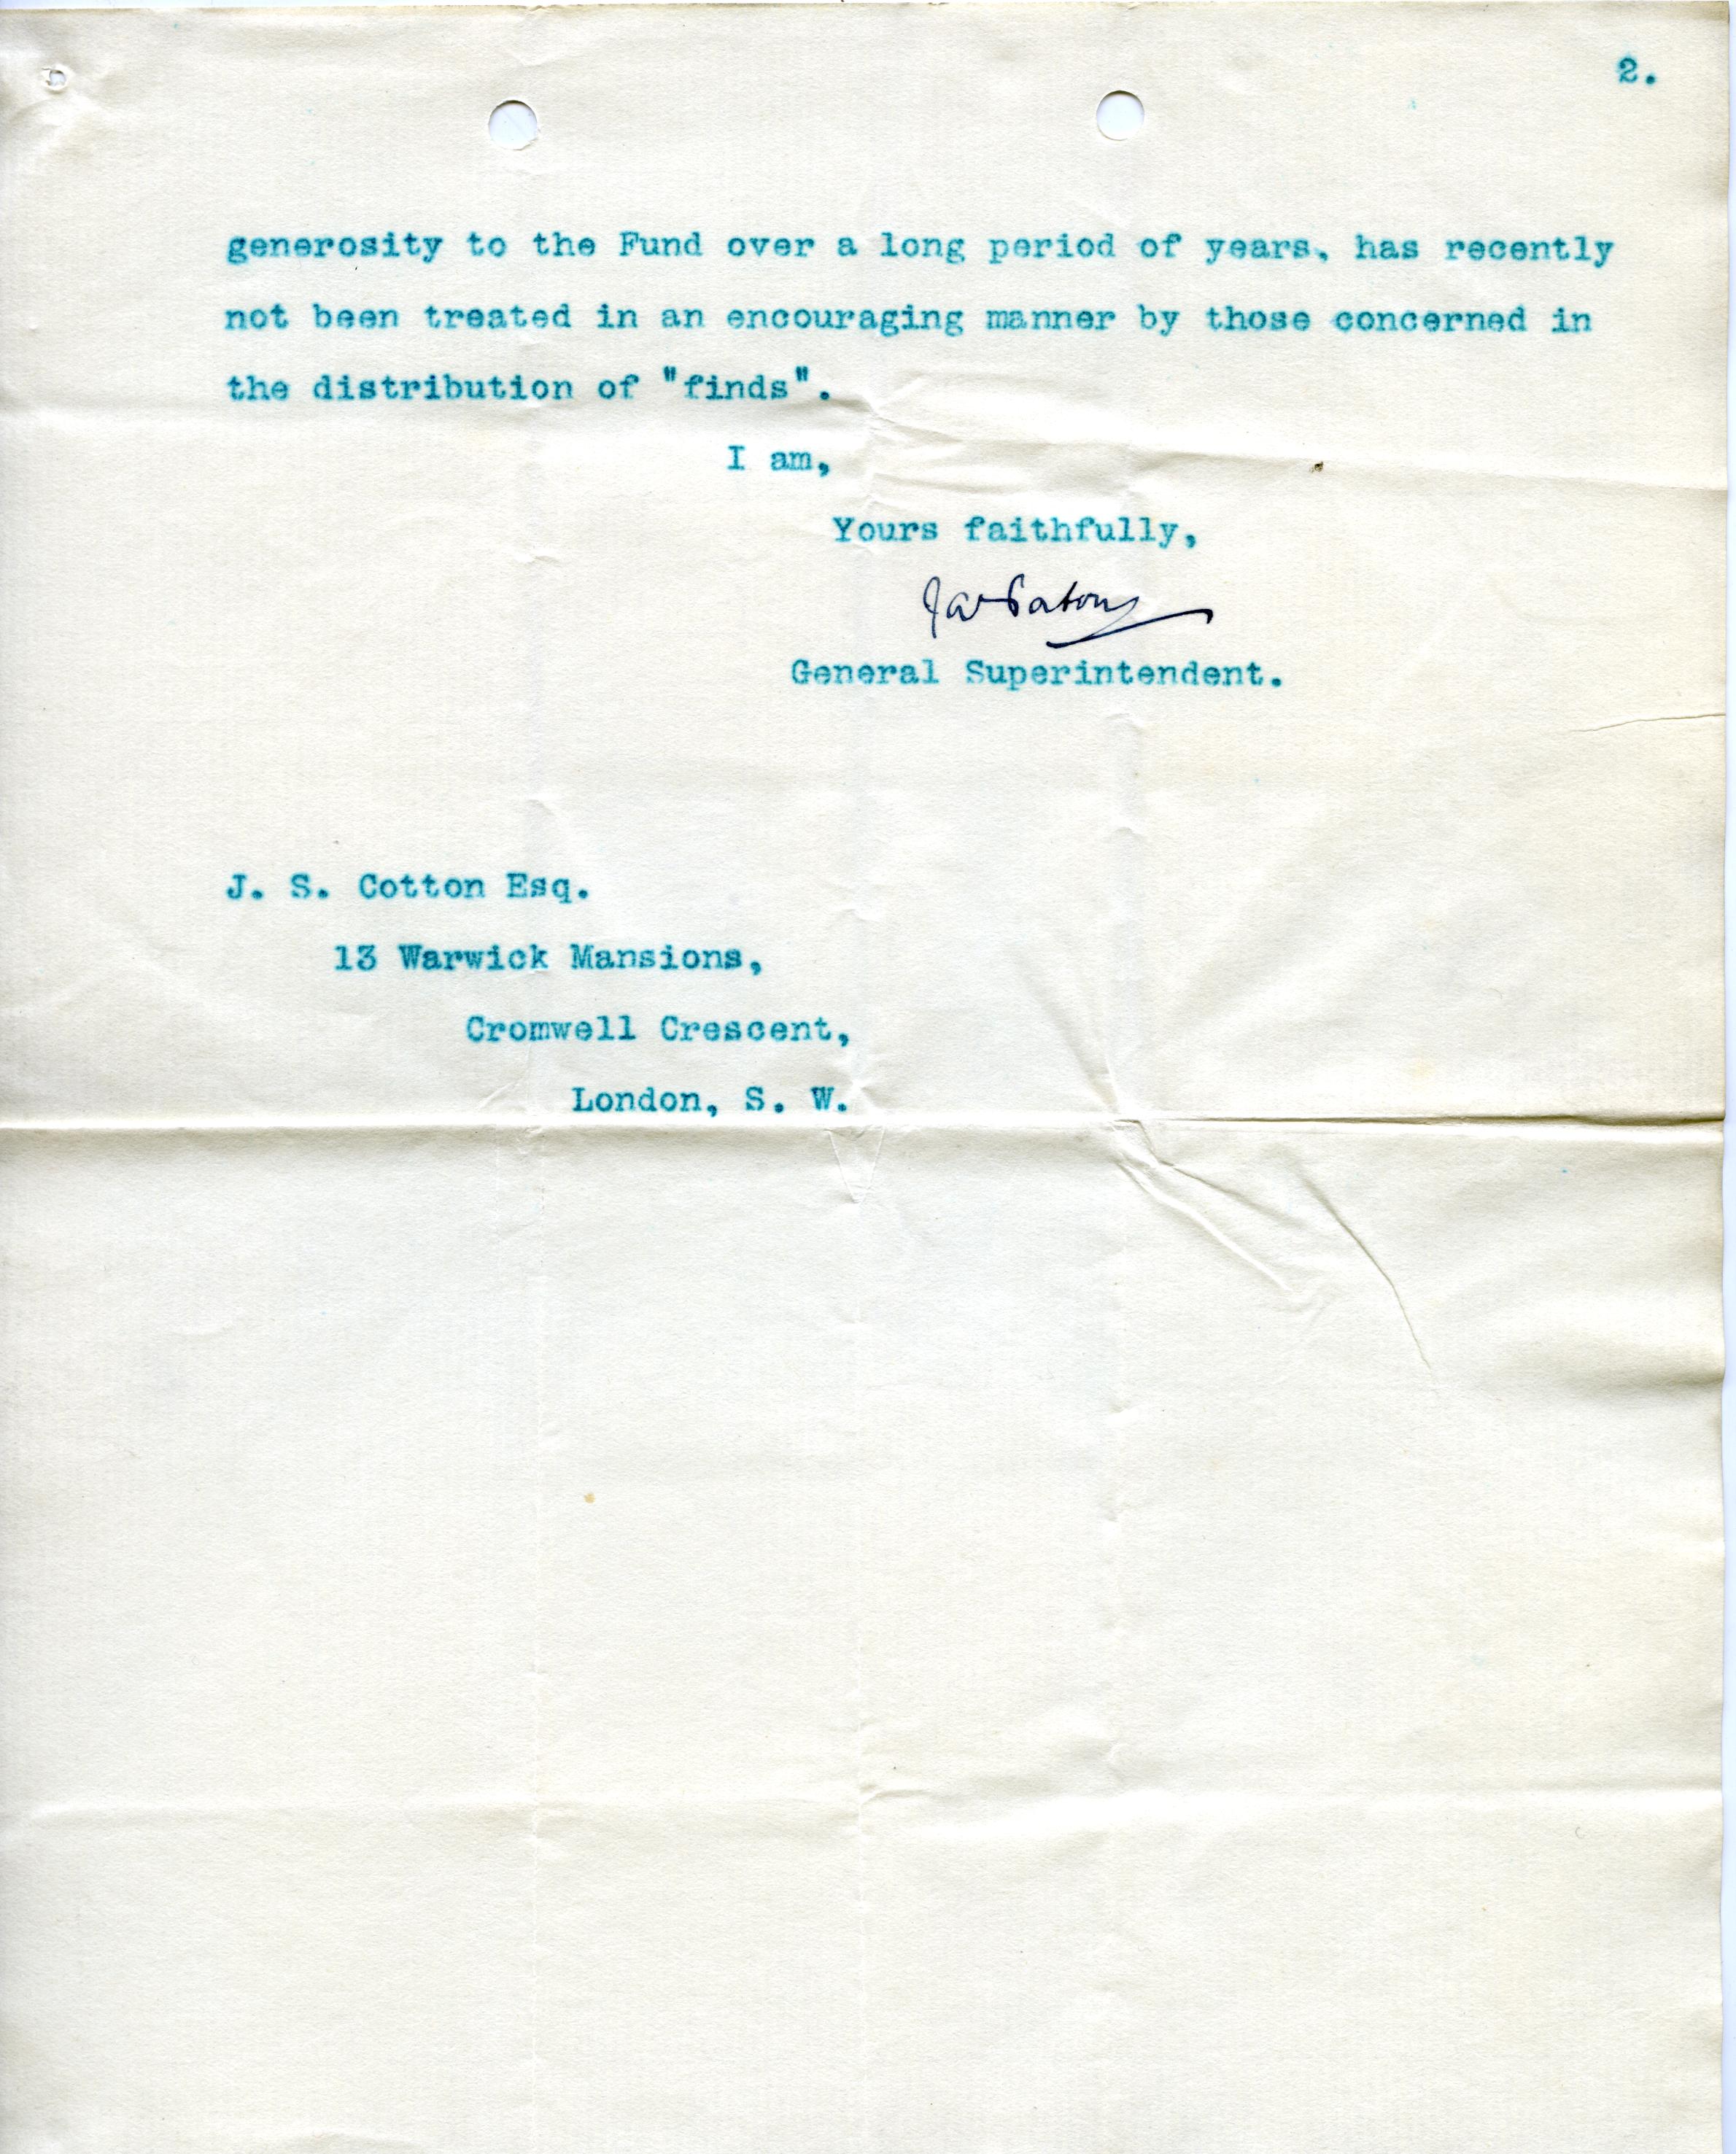 2.
generosity to the Fund over a long period of years, has recently
not been treated in an encouraging manner by those concerned in
the distribution of "finds".
I am,
Yours faithfully,
Jas Paton
General Superintendent.
J. S. Cotton Esq.
13 Warwick Mansions,
Cromwell Crescent,
London, S. W.